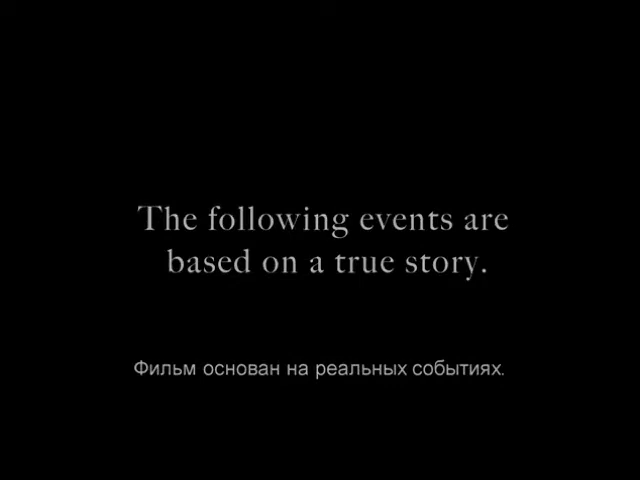 The following events are
based on a true story.
Фильм основан на реальных событиях.